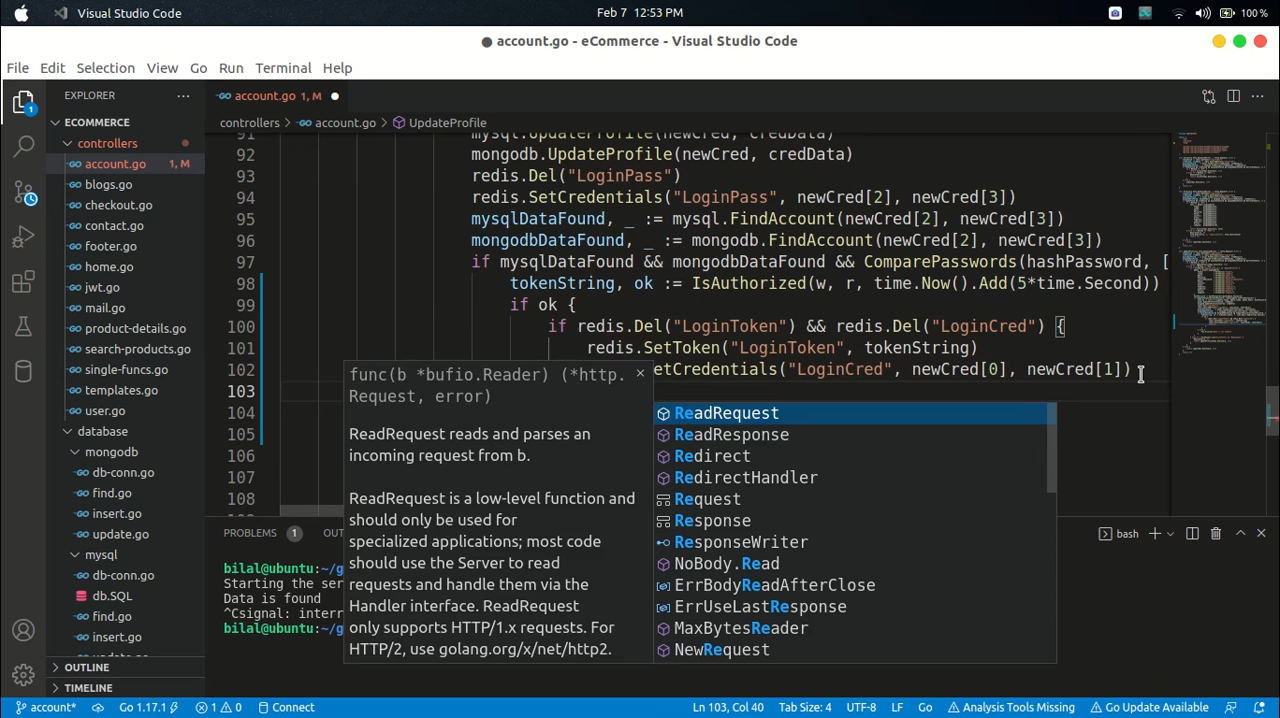 Visual Studio Code
Feb 7 12:53 PM
100 %
● account.go - eCommerce - Visual Studio Code
File Edit Selection View Go Run Terminal Help
EXPLORER
ECOMMERCE
controllers
account.go 1, M
blogs.go
checkout.go
contact.go
footer.go
home.go
jwt.go
mail.go
product-details.go
search-products.go
single-funcs.go
templates.go
user.go
database
mongodb
db-conn.go
find.go
insert.go
update.go
mysql
db-conn.go
db.SQL
find.go
insert.go
update.go
OUTLINE
TIMELINE
account.go 1, M ●
controllers > account.go > UpdateProfile
91 mysql.UpdateProfile(newCred, credData)
92 mongodb.UpdateProfile(newCred, credData)
93 redis.Del("LoginPass")
94 redis.SetCredentials("LoginPass", newCred[2], newCred[3])
95 mysqlDataFound, _ := mysql.FindAccount(newCred[2], newCred[3])
96 mongodbDataFound, _ := mongodb.FindAccount(newCred[2], newCred[3])
97 if mysqlDataFound && mongodbDataFound && ComparePasswords(hashPassword, [
98 tokenString, ok := IsAuthorized(w, r, time.Now().Add(5*time.Second))
99 if ok {
100 if redis.Del("LoginToken") && redis.Del("LoginCred") {
101 redis.SetToken("LoginToken", tokenString)
102 etCredentials("LoginCred", newCred[0], newCred[1])
103
104
105
106
107
108
func(b *bufio.Reader) (*http.
Request, error)
ReadRequest reads and parses an
incoming request from b.
ReadRequest is a low-level function and
should only be used for
specialized applications; most code
should use the Server to read
requests and handle them via the
Handler interface. ReadRequest
only supports HTTP/1.x requests. For
HTTP/2, use golang.org/x/net/http2.
ReadRequest
ReadResponse
Redirect
RedirectHandler
Request
Response
ResponseWriter
NoBody.Read
ErrBodyReadAfterClose
ErrUseLastResponse
MaxBytesReader
NewRequest
PROBLEMS 1 OUT
bash
bilal@ubuntu:~/g
Starting the ser
Data is found
^Csignal: interr
bilal@ubuntu:~/g
account* Go 1.17.1 1 0 Connect
Ln 103, Col 40 Tab Size: 4 UTF-8 LF Go Analysis Tools Missing Go Update Available